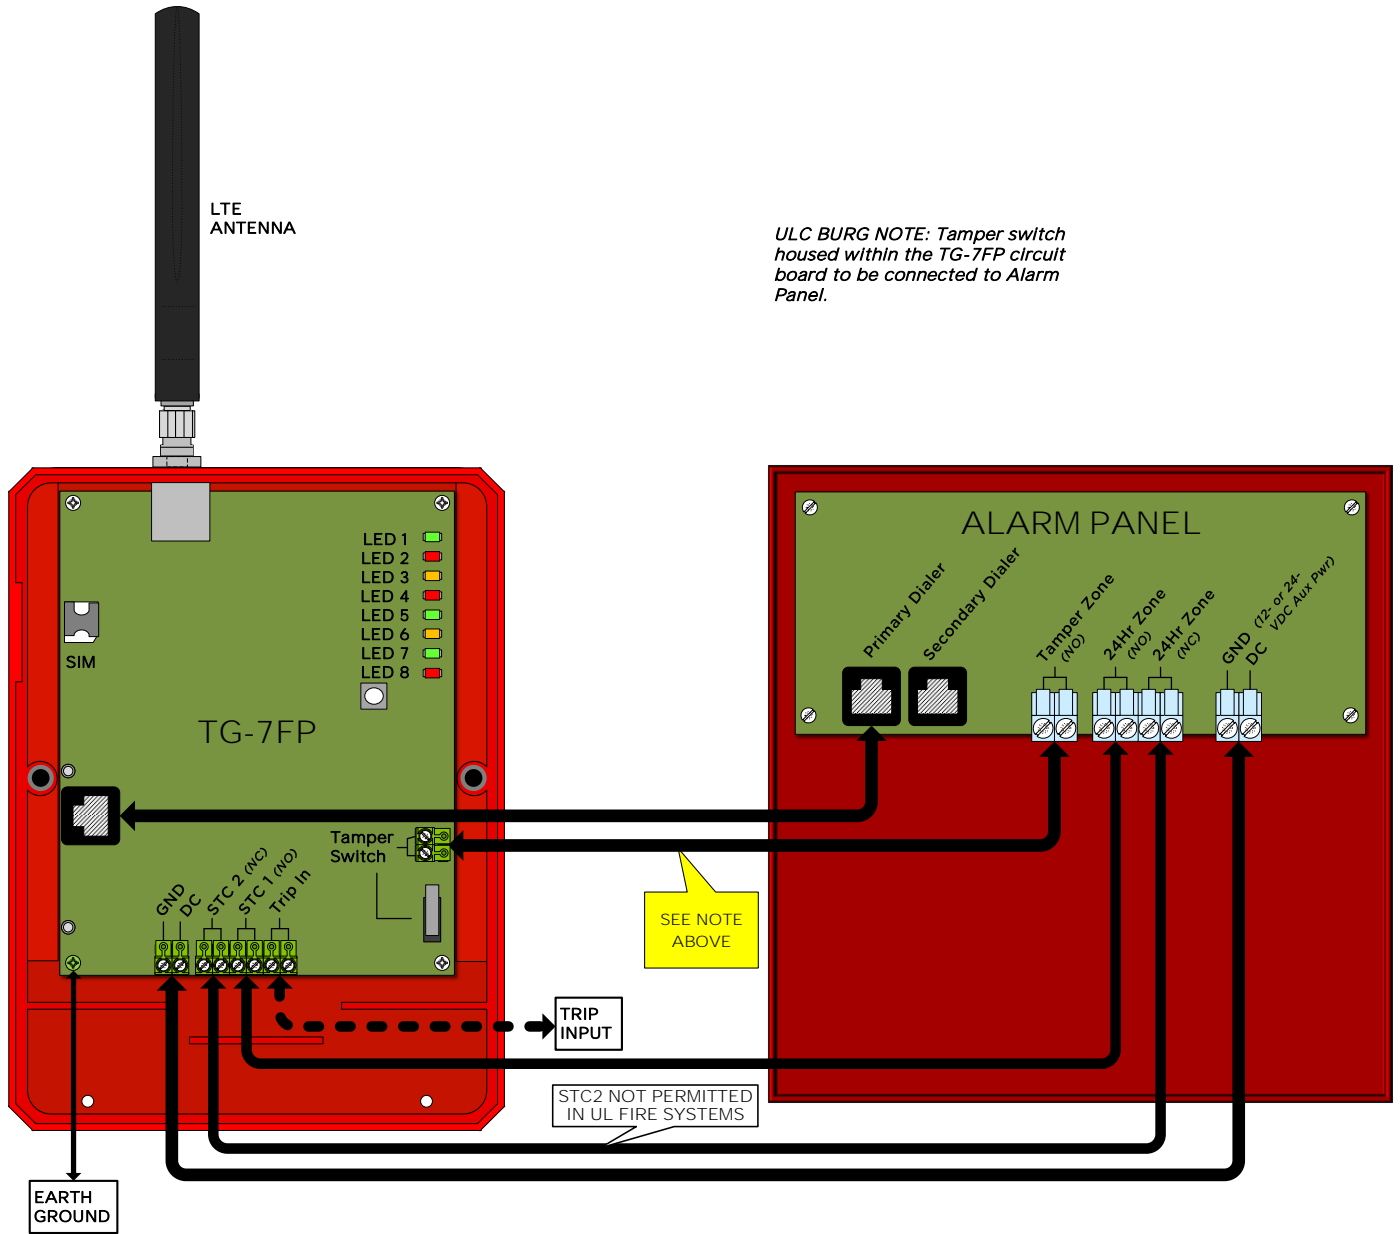 LTE
ANTENNA
ULC BURG NOTE: Tamper switch
housed within the TG-7FP circuit
board to be connected to Alarm
Panel.
LED 1
LED 2
LED 3
LED 4
LED 5
LED 6
LED 7
LED 8
SIM
TG-7FP
Tamper
Switch
GND
DC
STC 2 (NC)
STC 1 (NO)
Trip In
ALARM PANEL
Primary Dialer
Secondary Dialer
Tamper Zone
(NO)
24Hr Zone
(NO)
24Hr Zone
(NC)
GND
DC
(12- or 24-
VDC Aux Pwr)
SEE NOTE
ABOVE
TRIP
INPUT
STC2 NOT PERMITTED
IN UL FIRE SYSTEMS
EARTH
GROUND